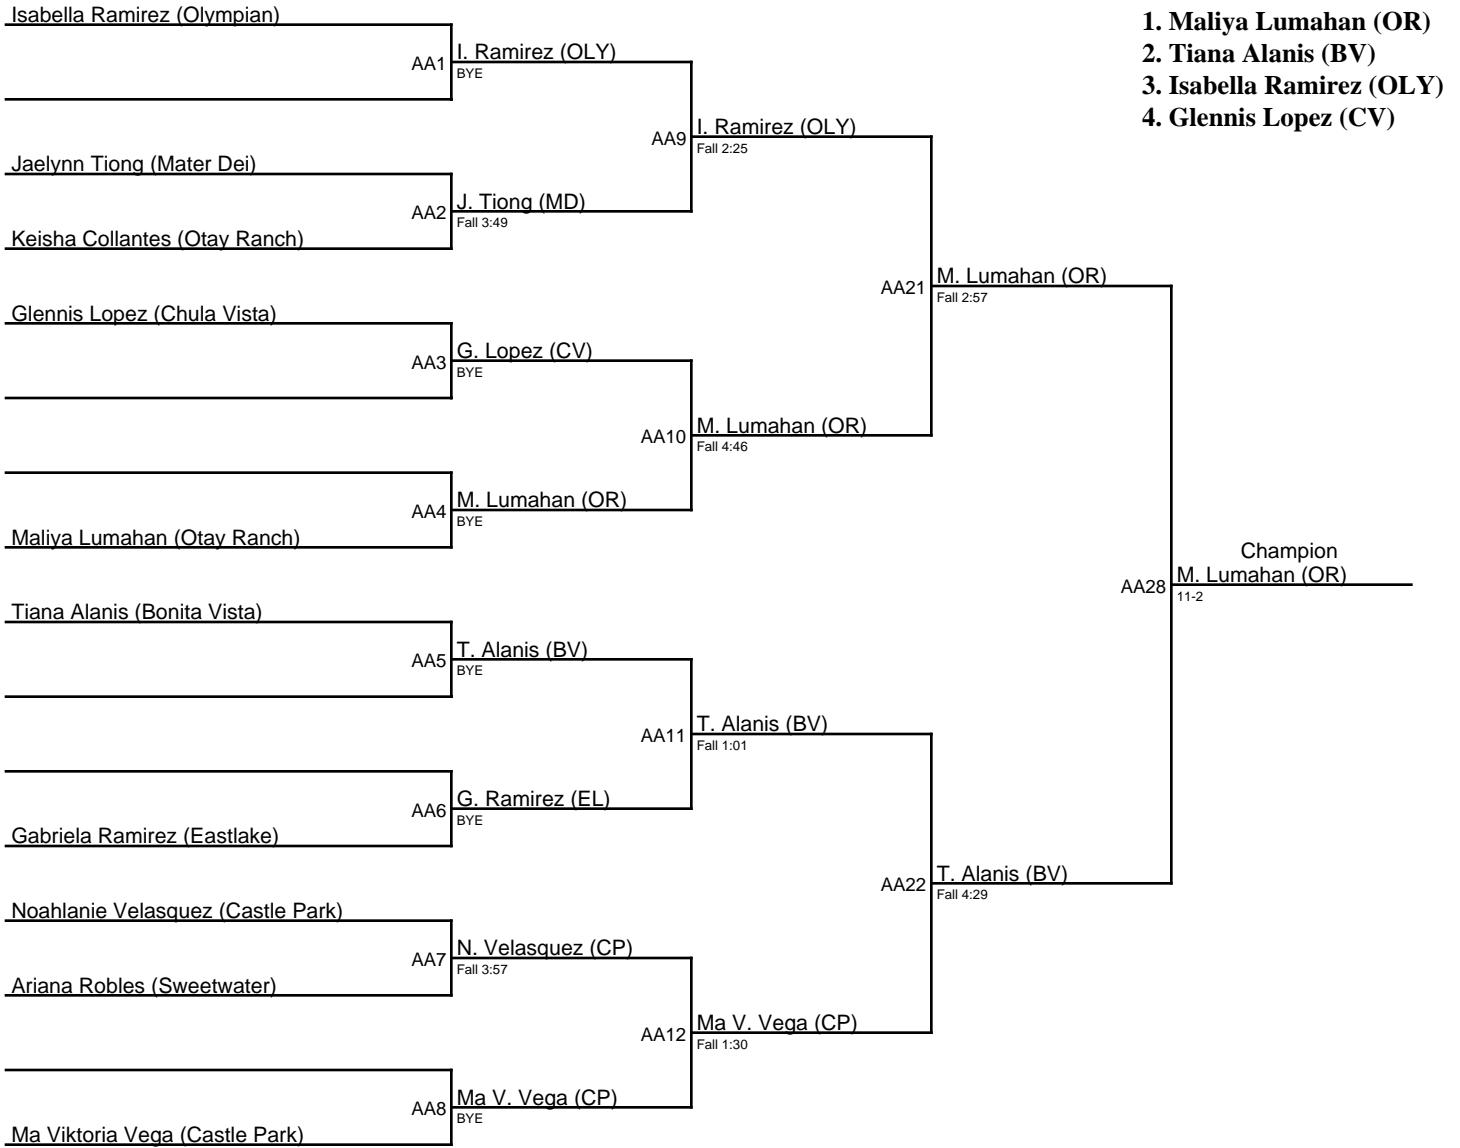 Isabella Ramirez (Olympian)
1. Maliya Lumahan (OR)
2. Tiana Alanis (BV)
3. Isabella Ramirez (OLY)
4. Glennis Lopez (CV)
AA1
I. Ramirez (OLY)
BYE
AA9
I. Ramirez (OLY)
Fall 2:25
Jaelynn Tiong (Mater Dei)
AA2
J. Tiong (MD)
Fall 3:49
Keisha Collantes (Otay Ranch)
AA21
M. Lumahan (OR)
Fall 2:57
Glennis Lopez (Chula Vista)
AA3
G. Lopez (CV)
BYE
AA10
M. Lumahan (OR)
Fall 4:46
AA4
M. Lumahan (OR)
BYE
Maliya Lumahan (Otay Ranch)
Champion
AA28
M. Lumahan (OR)
11-2
Tiana Alanis (Bonita Vista)
AA5
T. Alanis (BV)
BYE
AA11
T. Alanis (BV)
Fall 1:01
AA6
G. Ramirez (EL)
BYE
Gabriela Ramirez (Eastlake)
AA22
T. Alanis (BV)
Fall 4:29
Noahlanie Velasquez (Castle Park)
AA7
N. Velasquez (CP)
Fall 3:57
Ariana Robles (Sweetwater)
AA12
Ma V. Vega (CP)
Fall 1:30
AA8
Ma V. Vega (CP)
BYE
Ma Viktoria Vega (Castle Park)